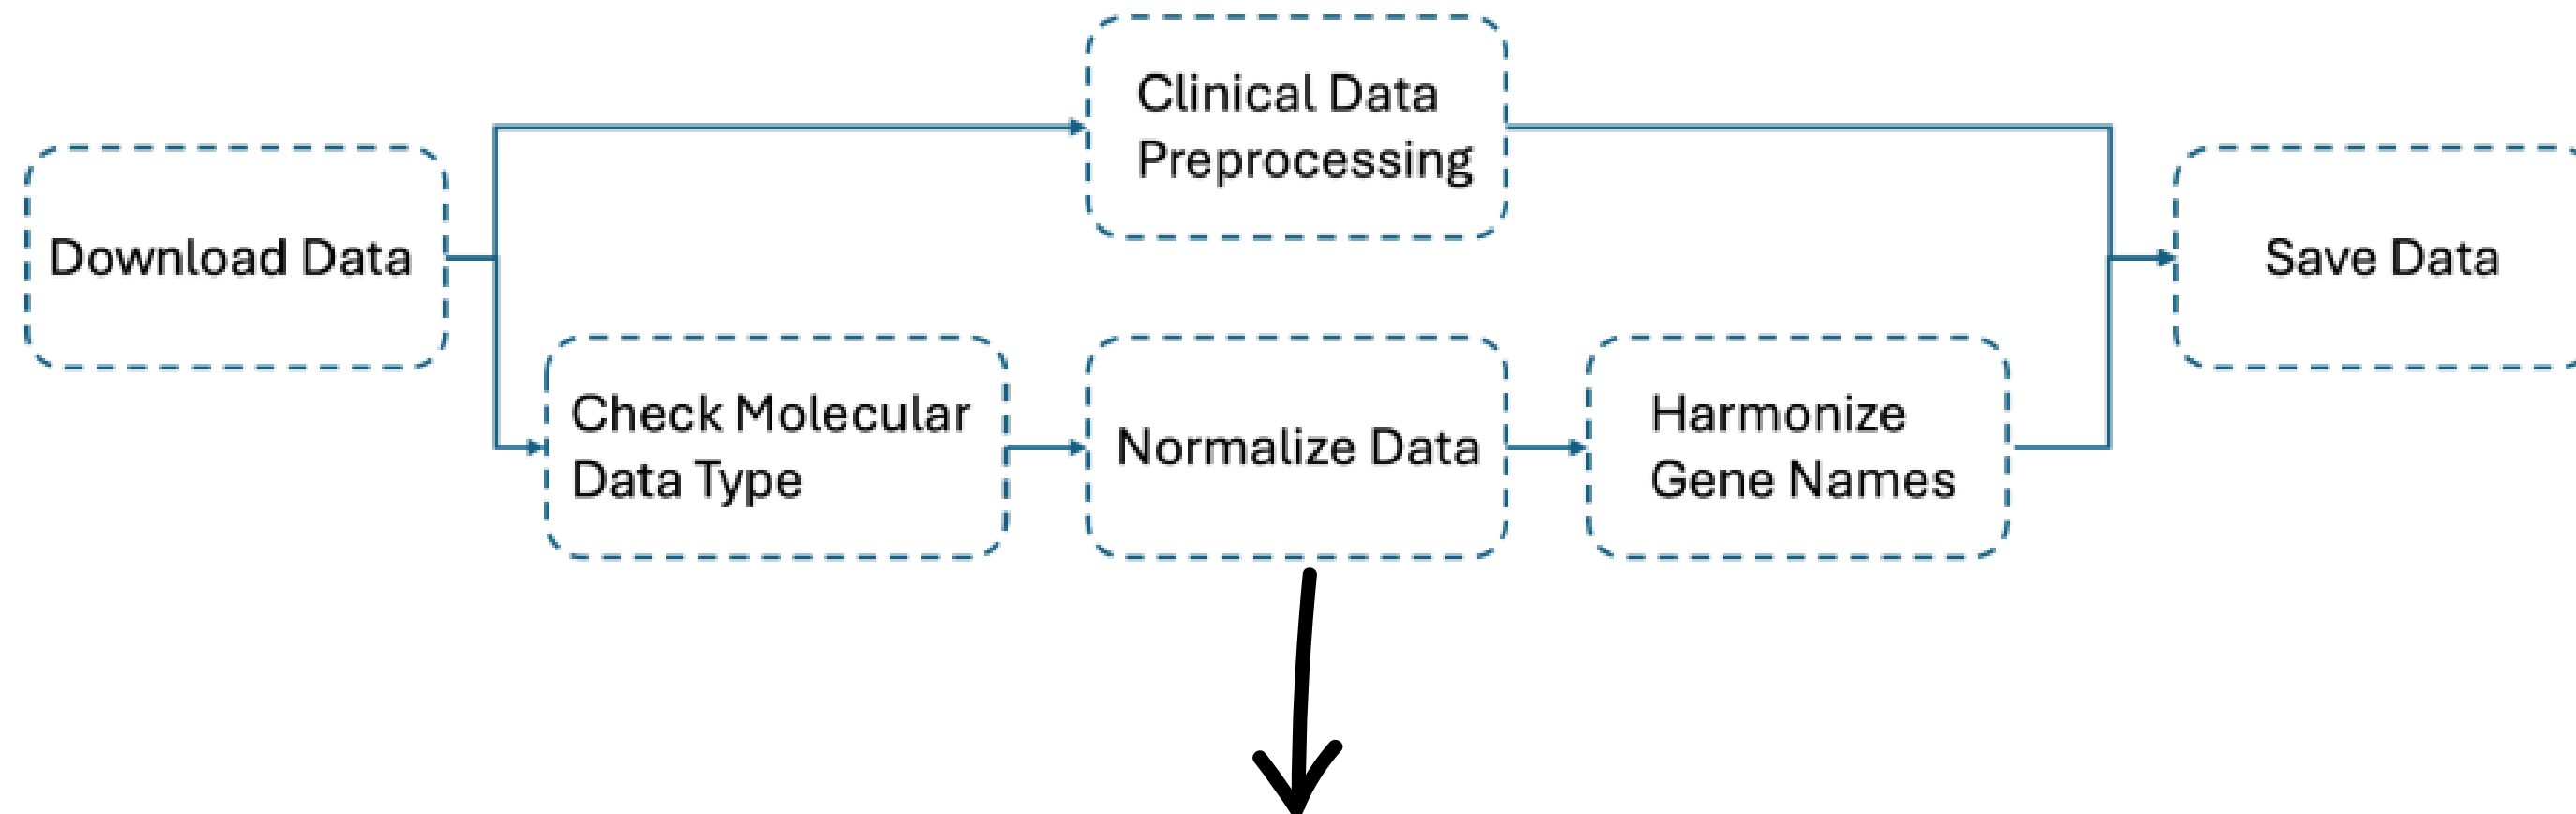 Clinical Data
Preprocessing
Download Data
Save Data
Check Molecular
Data Type
Normalize Data
Harmonize
Gene Names